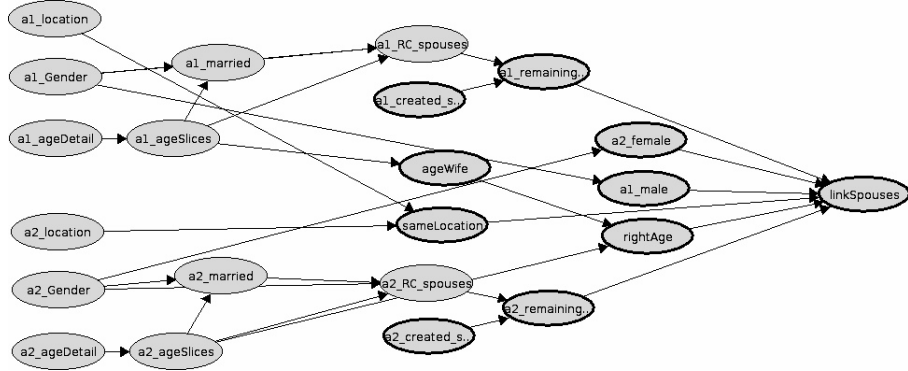 a1_location
a1_RC_spouses
a1_married
a1_Gender
a1_remaining..
a1_created_s..
a1_ageDetail
a1_ageSlices
a2_female
ageWife
a1_male
linkSpouses
sameLocation
a2_location
rightAge
a2_married
a2_RC_spouses
a2_Gender
a2_remaining..
a2_created_s..
a2_ageDetail
a2_ageSlices